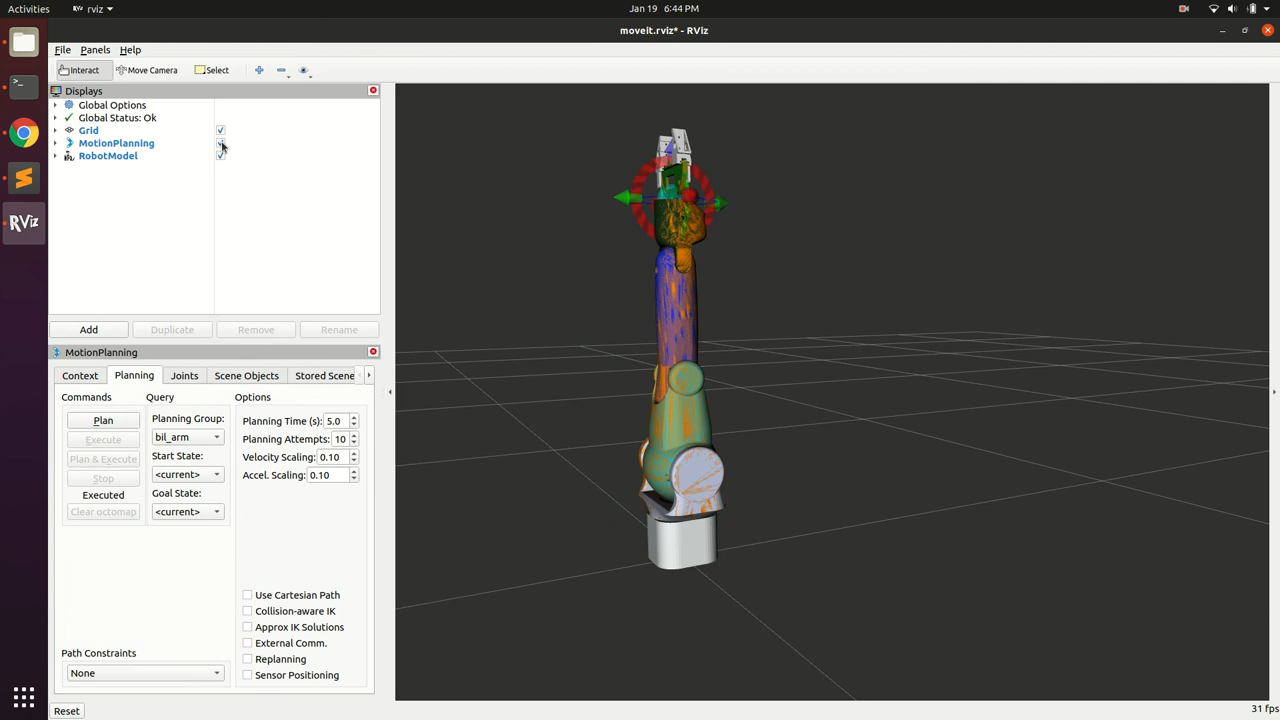 Activities RViz rviz Jan 19 6:44 PM
moveit.rviz* - RViz
File Panels Help
Interact Move Camera Select
Displays
Global Options
Global Status: Ok
Grid
MotionPlanning
RobotModel
RViz
Add Duplicate Remove Rename
MotionPlanning
Context Planning Joints Scene Objects Stored Scene
Commands Query Options
Plan
Execute
Plan & Execute
Stop
Executed
Clear octomap
Planning Group:
bil_arm
Start State:
<current>
Goal State:
<current>
Planning Time (s): 5.0
Planning Attempts: 10
Velocity Scaling: 0.10
Accel. Scaling: 0.10
Use Cartesian Path
Collision-aware IK
Approx IK Solutions
External Comm.
Replanning
Sensor Positioning
Path Constraints
None
Reset 31 fps